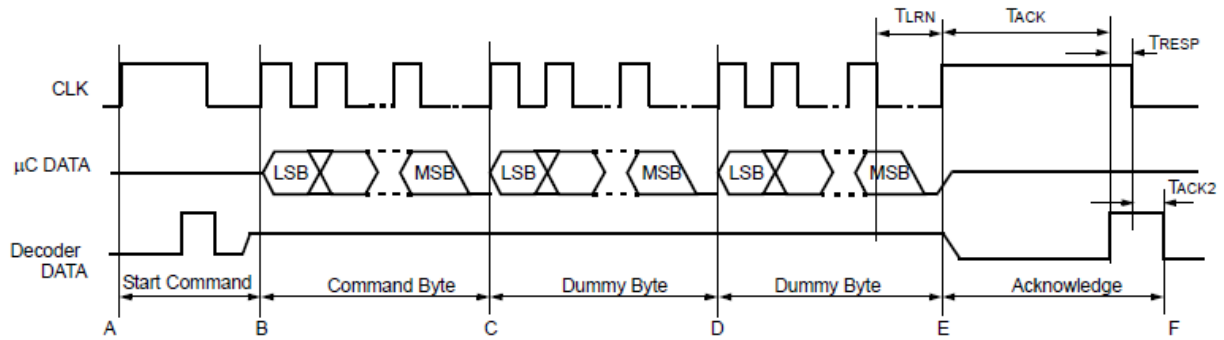 TLRN TACK
TRESP
CLK
μC DATA LSB MSB LSB MSB LSB MSB
TACK2
Decoder
DATA
Start Command Command Byte Dummy Byte Dummy Byte Acknowledge
A B C D E F